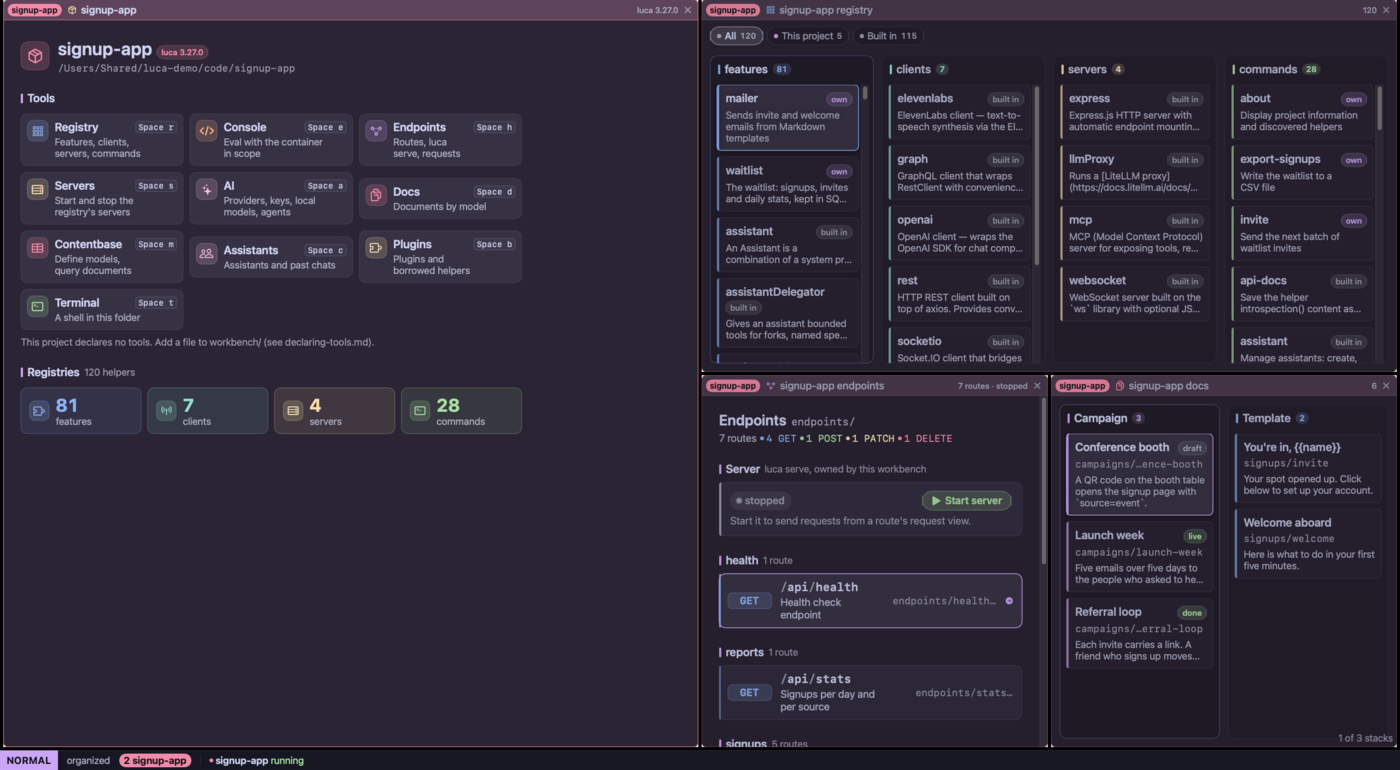 signup-app signup-app luca 3.27.0
signup-app luca 3.27.0
/Users/Shared/luca-demo/code/signup-app
Tools
Registry Space r
Features, clients,
servers, commands
Console Space e
Eval with the container
in scope
Endpoints Space h
Routes, luca
serve, requests
Servers Space s
Start and stop the
registry's servers
AI Space a
Providers, keys, local
models, agents
Docs Space d
Documents by model
Contentbase Space m
Define models,
query documents
Assistants Space c
Assistants and past chats
Plugins Space b
Plugins and
borrowed helpers
Terminal Space t
A shell in this folder
This project declares no tools. Add a file to workbench/ (see declaring-tools.md).
Registries 120 helpers
81
features
7
clients
4
servers
28
commands
signup-app signup-app registry 120
All 120 This project 5 Built in 115
features 81
mailer own
Sends invite and welcome
emails from Markdown
templates
waitlist own
The waitlist: signups, invites
and daily stats, kept in SQ...
assistant built in
An Assistant is a
combination of a system pr...
assistantDelegator
built in
Gives an assistant bounded
tools for forks, named spe...
clients 7
elevenlabs built in
ElevenLabs client — text-to-
speech synthesis via the El...
graph built in
GraphQL client that wraps
RestClient with convenienc...
openai built in
OpenAI client — wraps the
OpenAI SDK for chat comp...
rest built in
HTTP REST client built on
top of axios. Provides conv...
socketio built in
Socket.IO client that bridges
servers 4
express built in
Express.js HTTP server with
automatic endpoint mountin...
llmProxy built in
Runs a [LiteLLM proxy]
(https://docs.litellm.ai/docs/...
mcp built in
MCP (Model Context Protocol)
server for exposing tools, re...
websocket built in
WebSocket server built on the
`ws` library with optional JS...
commands 28
about own
Display project information
and discovered helpers
export-signups own
Write the waitlist to a
CSV file
invite own
Send the next batch of
waitlist invites
api-docs built in
Save the helper
introspection() content as...
assistant built in
Manage assistants: create,
signup-app signup-app endpoints 7 routes · stopped
Endpoints endpoints/
7 routes • 4 GET • 1 POST • 1 PATCH • 1 DELETE
Server luca serve, owned by this workbench
stopped Start server
Start it to send requests from a route's request view.
health 1 route
GET /api/health
Health check
endpoint
endpoints/health…
reports 1 route
GET /api/stats
Signups per day and
per source
endpoints/stats…
signups 5 routes
signup-app signup-app docs 6
Campaign 3
Conference booth draft
campaigns/…ence-booth
A QR code on the booth table
opens the signup page with
`source=event`.
Launch week live
campaigns/launch-week
Five emails over five days to
the people who asked to he...
Referral loop done
campaigns/…erral-loop
Each invite carries a link. A
friend who signs up moves...
Template 2
You're in, {{name}}
signups/invite
Your spot opened up. Click
below to set up your account.
Welcome aboard
signups/welcome
Here is what to do in your first
five minutes.
1 of 3 stacks
NORMAL organized 2 signup-app • signup-app running